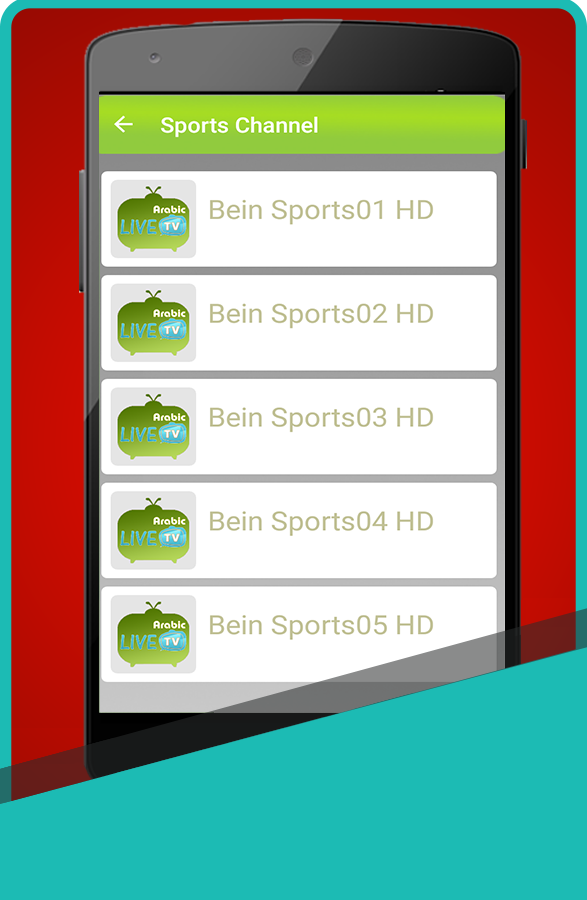 Sports Channel
Arabic
LiVE TV
Bein Sports01 HD
Arabic
LiVE TV
Bein Sports02 HD
Arabic
LiVE TV
Bein Sports03 HD
Arabic
LiVE TV
Bein Sports04 HD
Arabic
LiVE TV
Bein Sports05 HD